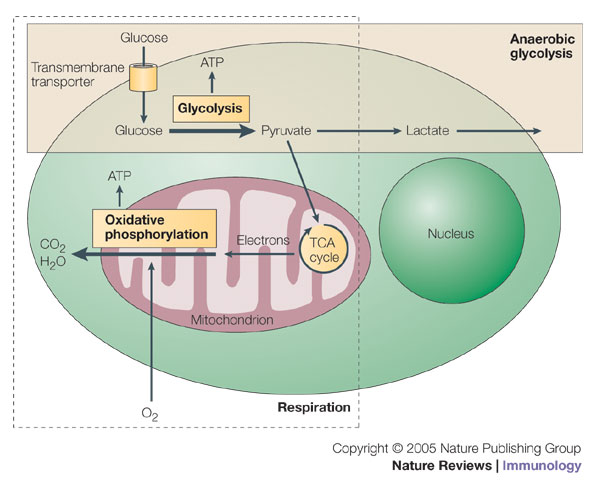 Glucose
Anaerobic
glycolysis
Transmembrane
transporter
ATP
Glycolysis
Glucose
Pyruvate
Lactate
ATP
Oxidative
phosphorylation
CO₂
H₂O
Electrons
TCA
cycle
Nucleus
Mitochondrion
O₂
Respiration
Copyright © 2005 Nature Publishing Group
Nature Reviews | Immunology